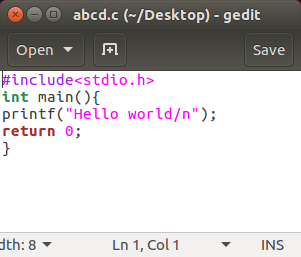 abcd.c (~/Desktop) - gedit
Open Save
#include<stdio.h>
int main(){
printf("Hello world/n");
return 0;
}
dth: 8 Ln 1, Col 1 INS